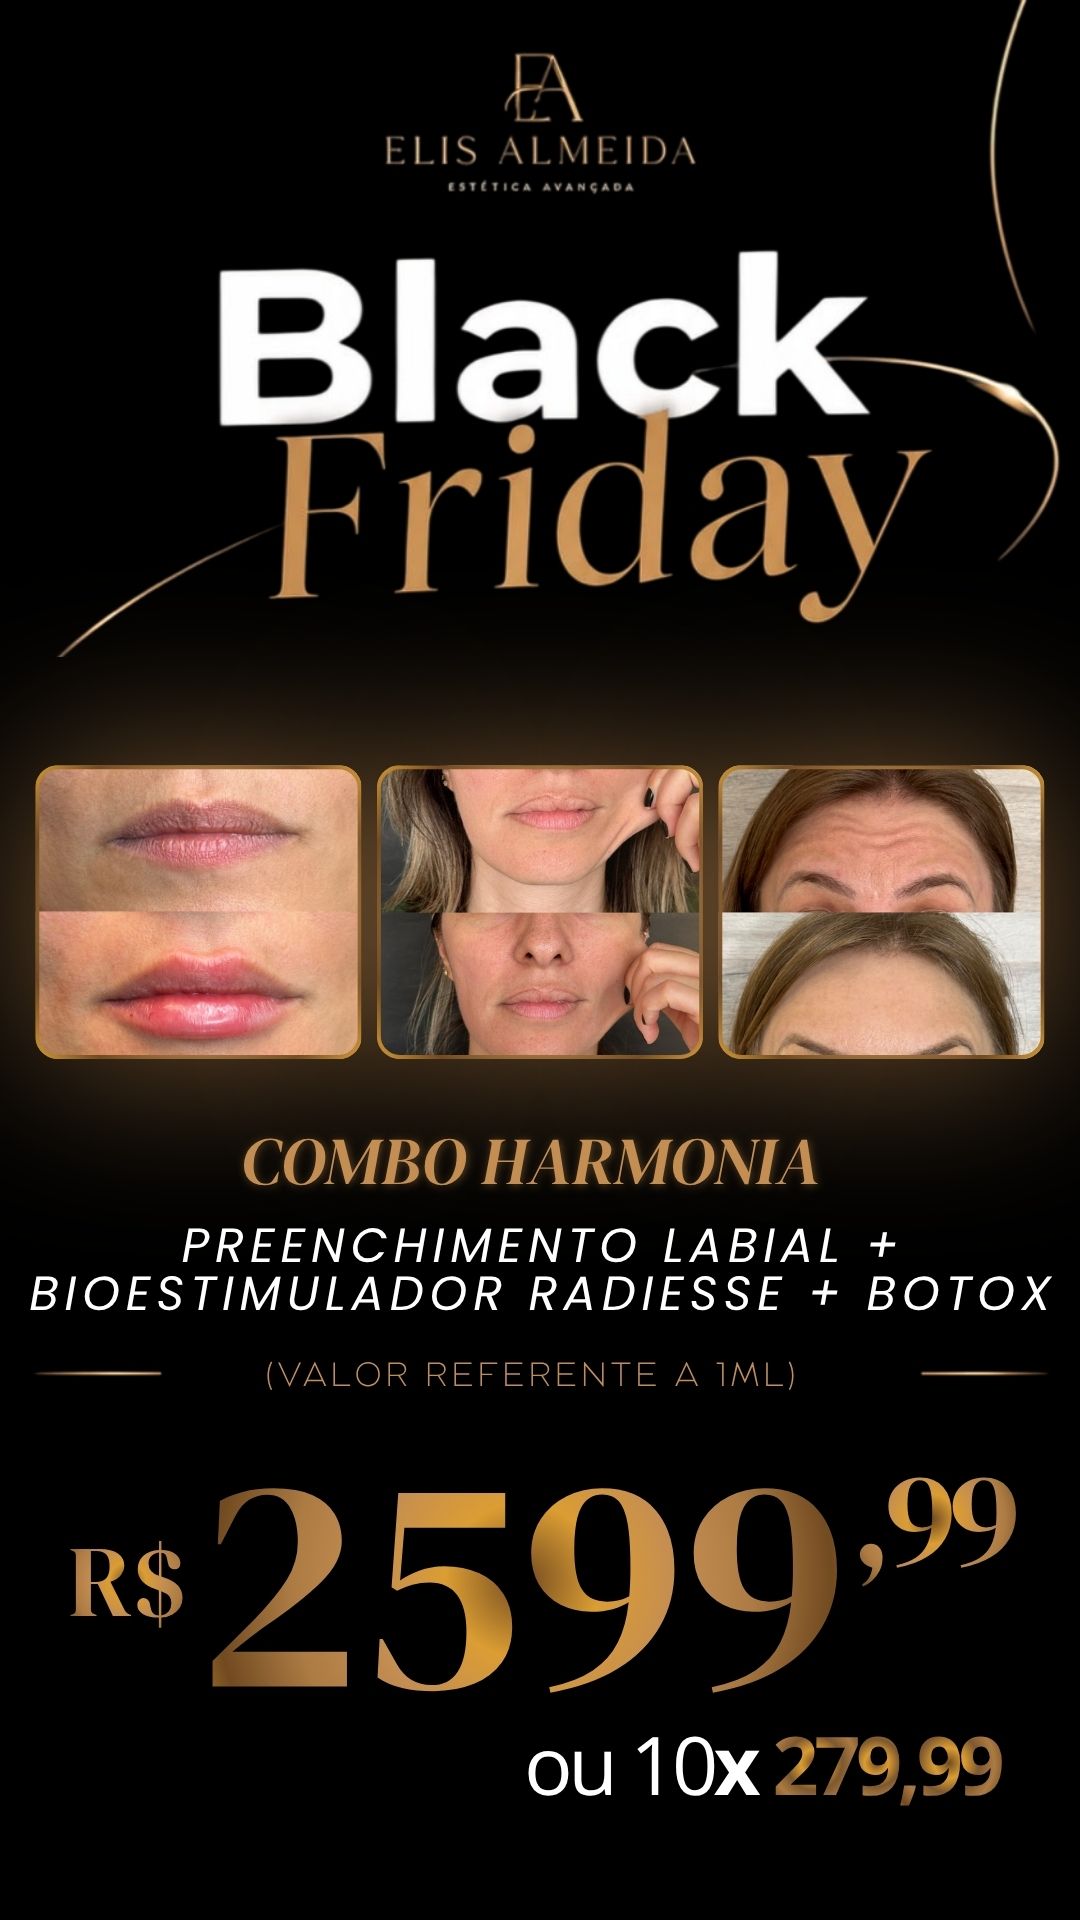 EA
ELIS ALMEIDA
ESTÉTICA AVANÇADA
Black
Friday
COMBO HARMONIA
PREENCHIMENTO LABIAL +
BIOESTIMULADOR RADIESSE + BOTOX
(VALOR REFERENTE A 1ML)
R$ 2599,99
ou 10x 279,99